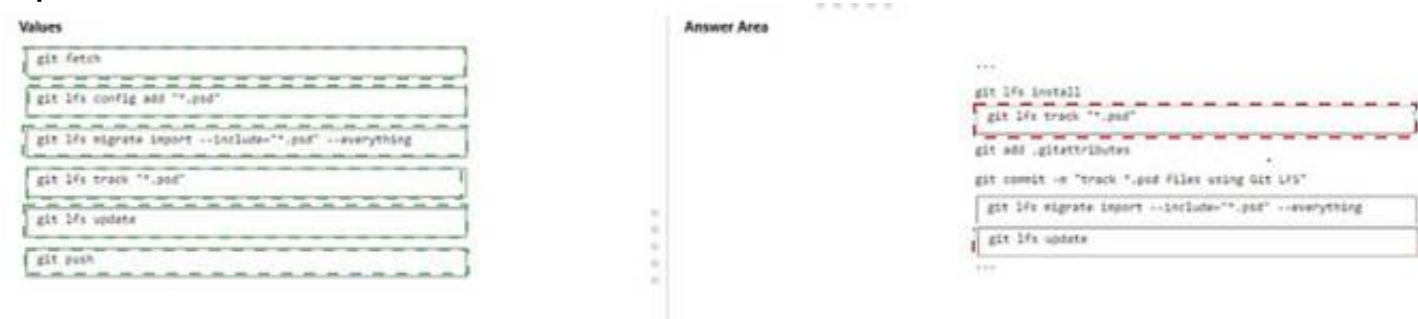 Values
git fetch
git lfs config add "*.psd"
git lfs migrate import --include="*.psd" --everything
git lfs track "*.psd"
git lfs update
git push
Answer Area
...
git lfs install
git lfs track "*.psd"
git add .gitattributes
git commit -m "track *.psd files using Git LFS"
git lfs migrate import --include="*.psd" --everything
git lfs update
...